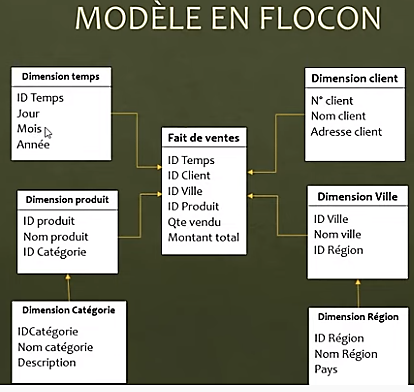 MODÈLE EN FLOCON
Dimension temps
ID Temps
Jour
Mois
Année
Dimension client
N° client
Nom client
Adresse client
Fait de ventes
ID Temps
ID Client
ID Ville
ID Produit
Qte vendu
Montant total
Dimension produit
ID produit
Nom produit
ID Catégorie
Dimension Ville
ID Ville
Nom ville
ID Région
Dimension Catégorie
IDCatégorie
Nom catégorie
Description
Dimension Région
ID Région
Nom Région
Pays